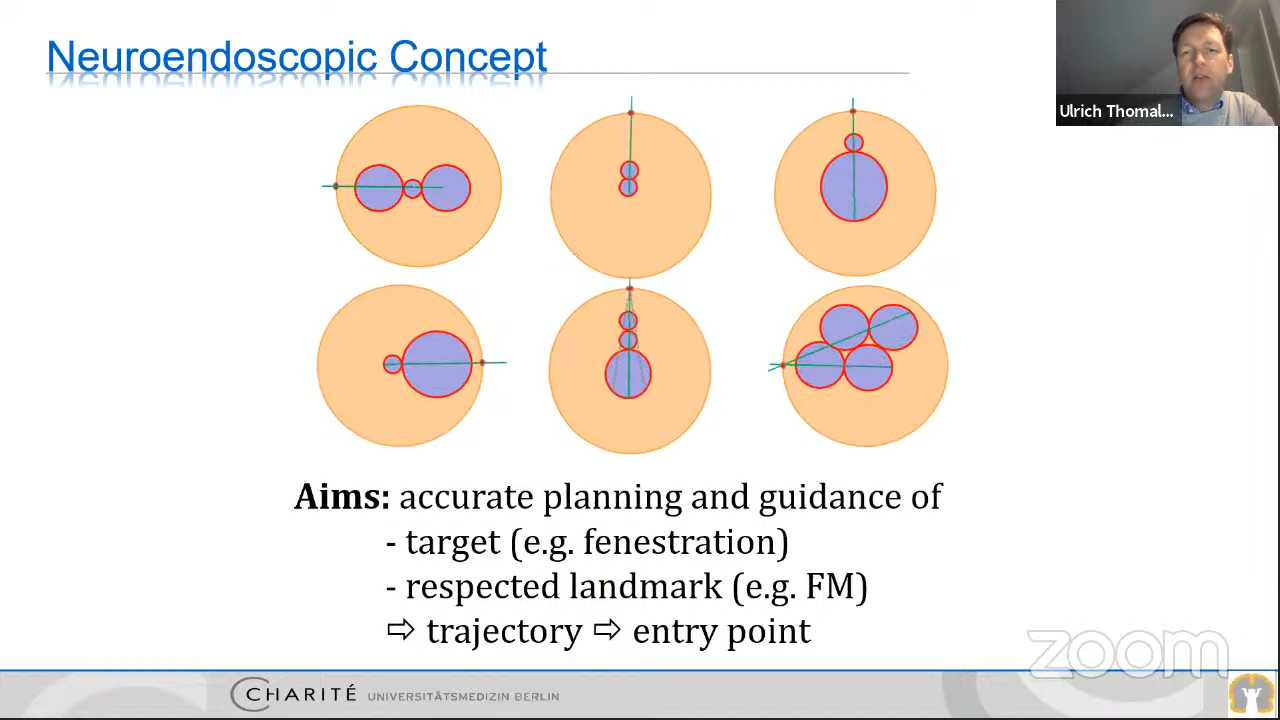 Neuroendoscopic Concept
Ulrich Thomal...
Aims: accurate planning and guidance of
- target (e.g. fenestration)
- respected landmark (e.g. FM)
⇨ trajectory ⇨ entry point
zoom
CHARITÉ UNIVERSITÄTSMEDIZIN BERLIN